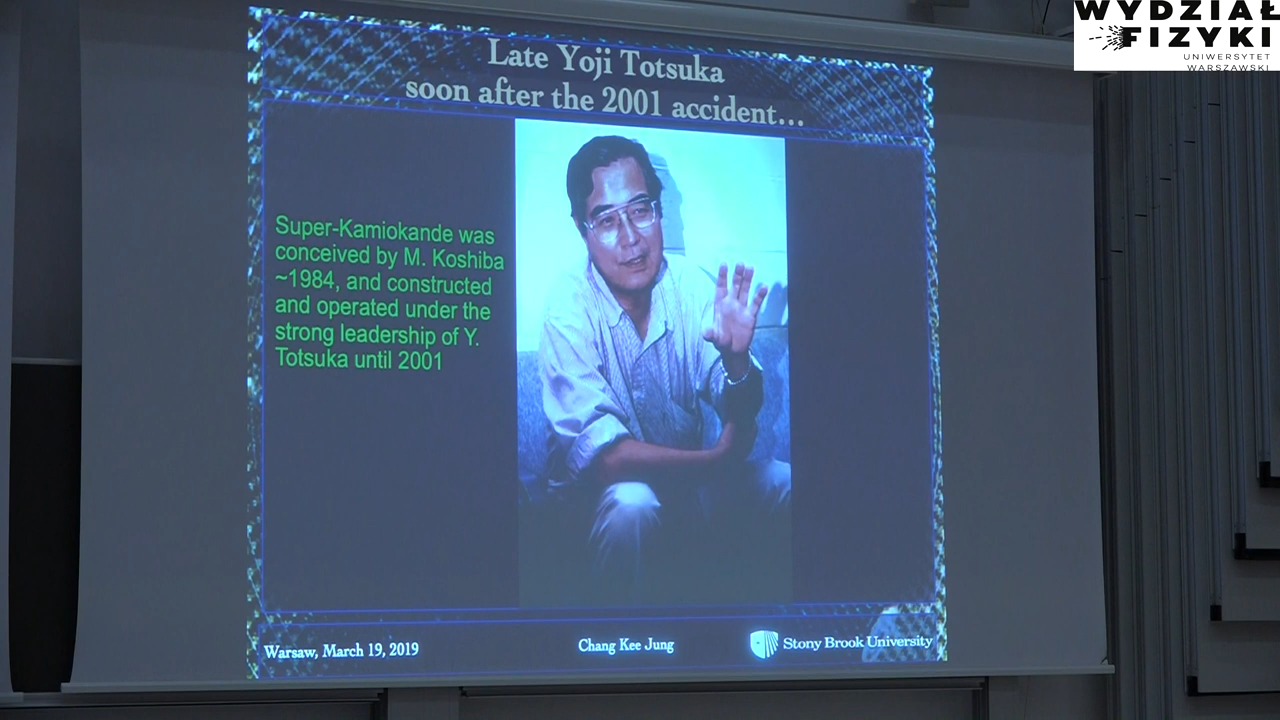 WYDZIAŁ
FIZYKI
UNIWERSYTET
WARSZAWSKI
Late Yoji Totsuka
soon after the 2001 accident...
Super-Kamiokande was
conceived by M. Koshiba
~1984, and constructed
and operated under the
strong leadership of Y.
Totsuka until 2001
Warsaw, March 19, 2019
Chang Kee Jung
Stony Brook University